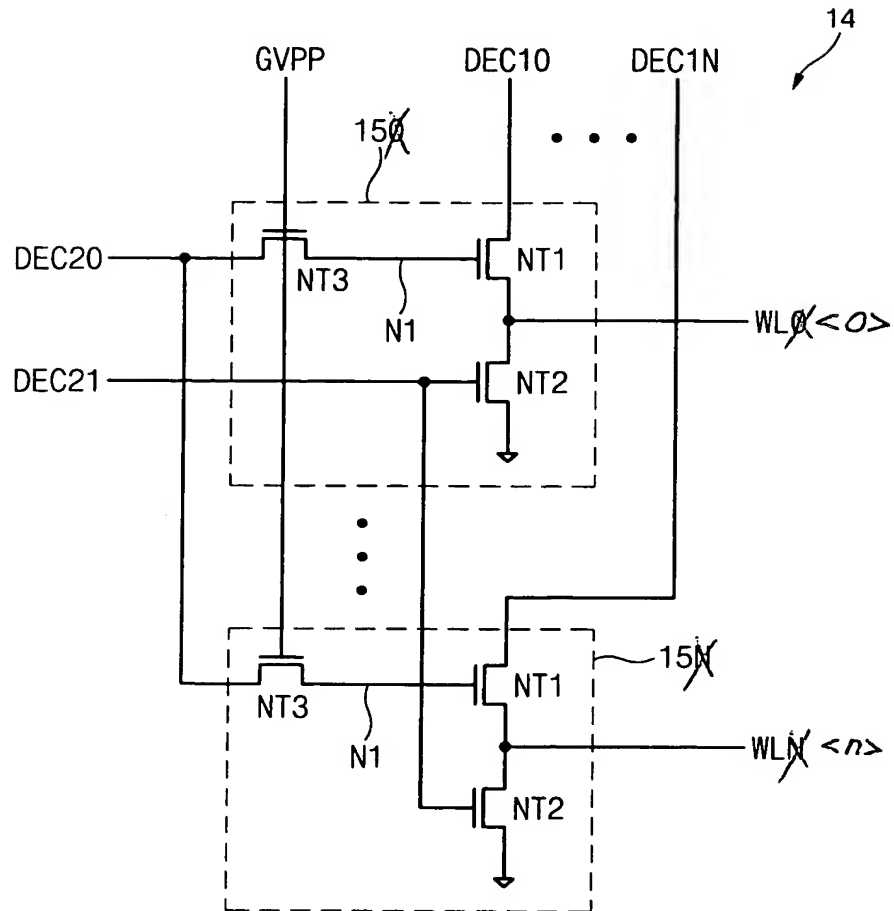 14
GVPP DEC10 DEC1N
150
DEC20
NT3
N1
NT1
WL0 <0>
DEC21
NT2
15N
NT3
N1
NT1
WLN <n>
NT2